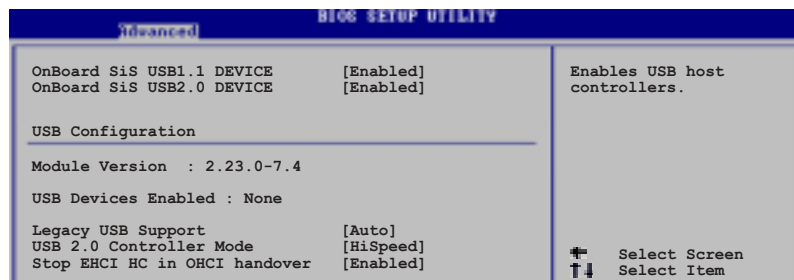 BIOS SETUP UTILITY
Advanced
OnBoard SiS USB1.1 DEVICE [Enabled]
OnBoard SiS USB2.0 DEVICE [Enabled]
USB Configuration
Module Version : 2.23.0-7.4
USB Devices Enabled : None
Legacy USB Support [Auto]
USB 2.0 Controller Mode [HiSpeed]
Stop EHCI HC in OHCI handover [Enabled]
Enables USB host
controllers.
Select Screen
Select Item